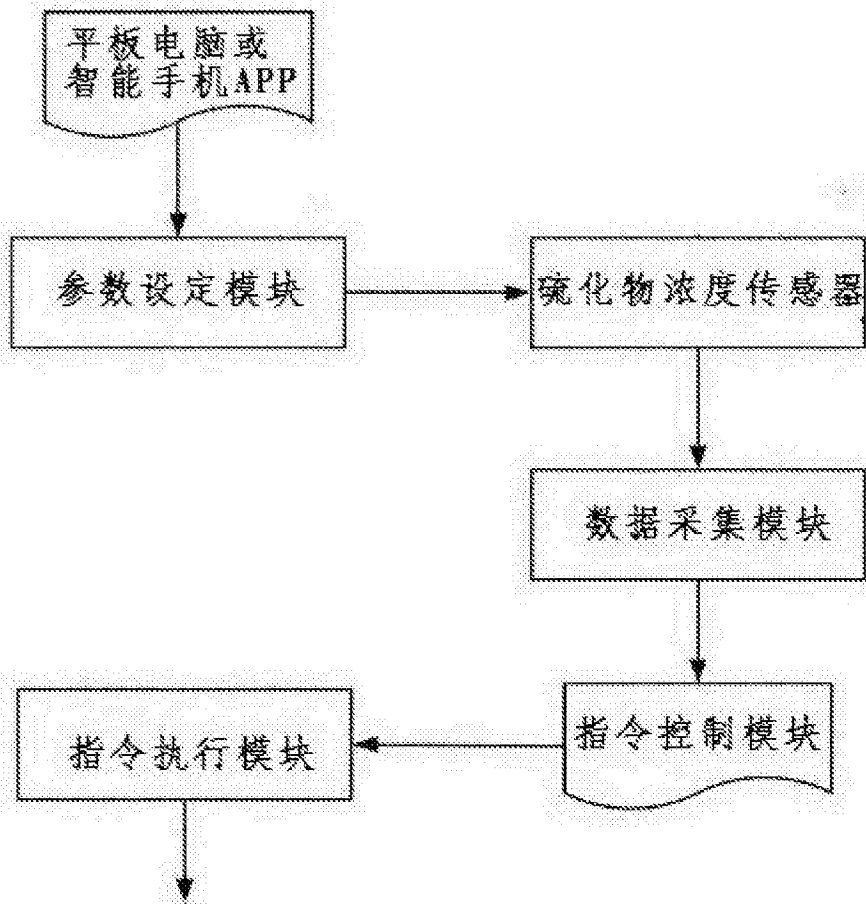 平板电脑或
智能手机APP
参数设定模块
硫化物浓度传感器
数据采集模块
指令控制模块
指令执行模块